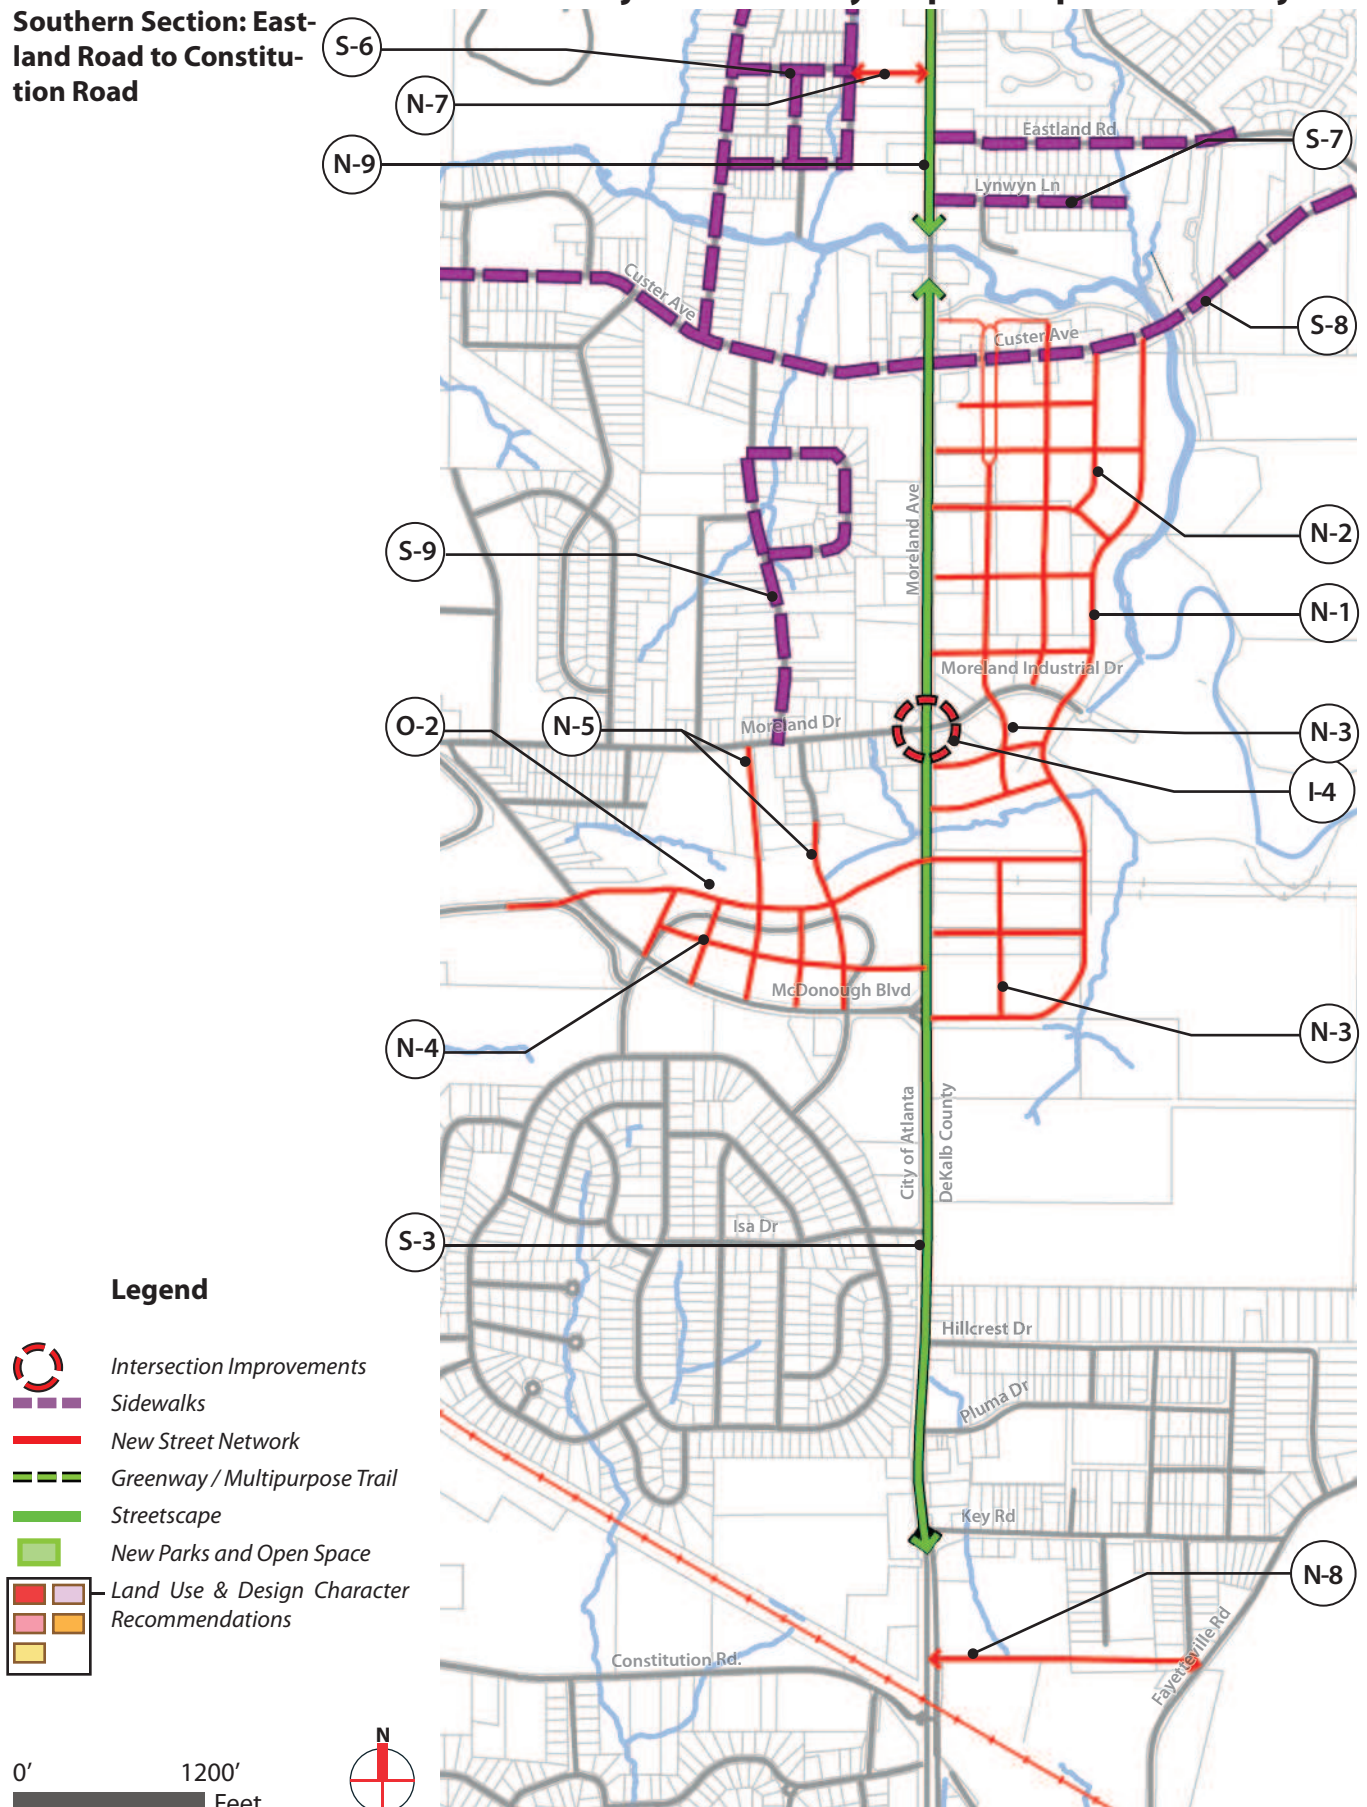 Southern Section: East-
land Road to Constitu-
tion Road
S-6
N-7
N-9
Eastland Rd
S-7
Lynwyn Ln
Custer Ave
S-8
Custer Ave
Moreland Ave
N-2
S-9
N-1
Moreland Industrial Dr
O-2
N-5
Moreland Dr
N-3
I-4
McDonough Blvd
N-4
N-3
City of Atlanta
DeKalb County
Isa Dr
S-3
Hillcrest Dr
Pluma Dr
Key Rd
N-8
Fayetteville Rd
Constitution Rd.
Legend
Intersection Improvements
Sidewalks
New Street Network
Greenway / Multipurpose Trail
Streetscape
New Parks and Open Space
Land Use & Design Character
Recommendations
N
0' 1200'
Feet